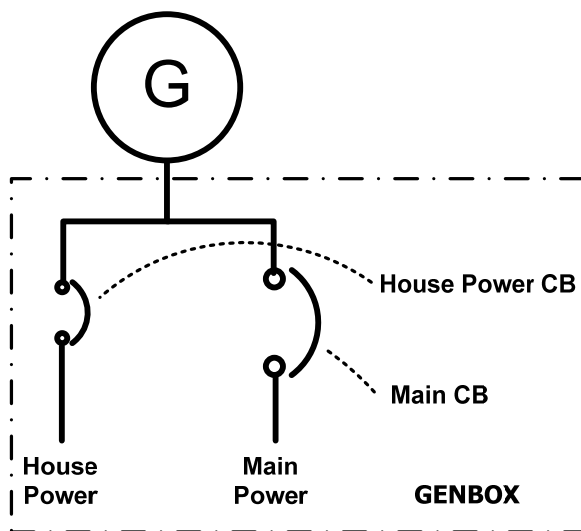 G
House Power CB
Main CB
House
Power
Main
Power
GENBOX